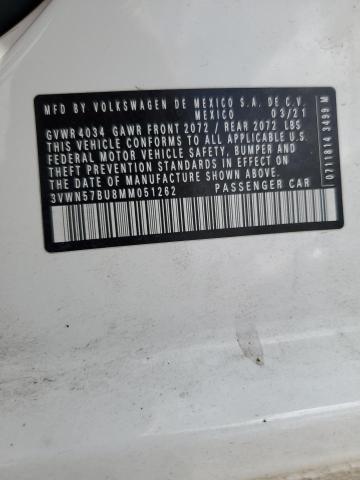 MFD BY VOLKSWAGEN DE MEXICO S.A. DE C.V.
MEXICO 03/21
GVWR 4034 GAWR FRONT 2072 / REAR 2072 LBS
THIS VEHICLE CONFORMS TO ALL APPLICABLE U.S.
FEDERAL MOTOR VEHICLE SAFETY, BUMPER, AND
THEFT PREVENTION STANDARDS IN EFFECT ON THE
DATE OF MANUFACTURE SHOWN ABOVE.
3VWN57BU8MM051262 PASSENGER CAR
0711814 3499 M